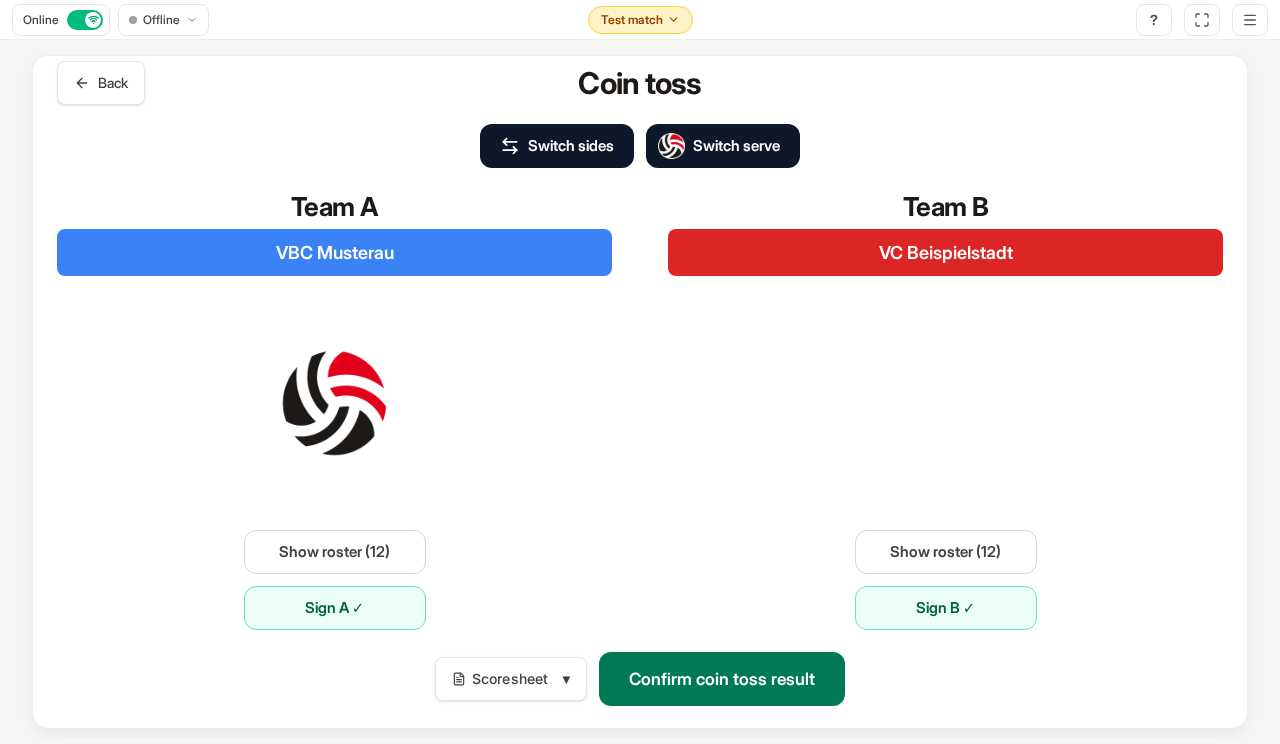 Online
Offline
Test match
?
Back
Coin toss
Switch sides
Switch serve
Team A
Team B
VBC Musterau
VC Beispielstadt
Show roster (12)
Show roster (12)
Sign A ✓
Sign B ✓
Scoresheet ▼
Confirm coin toss result